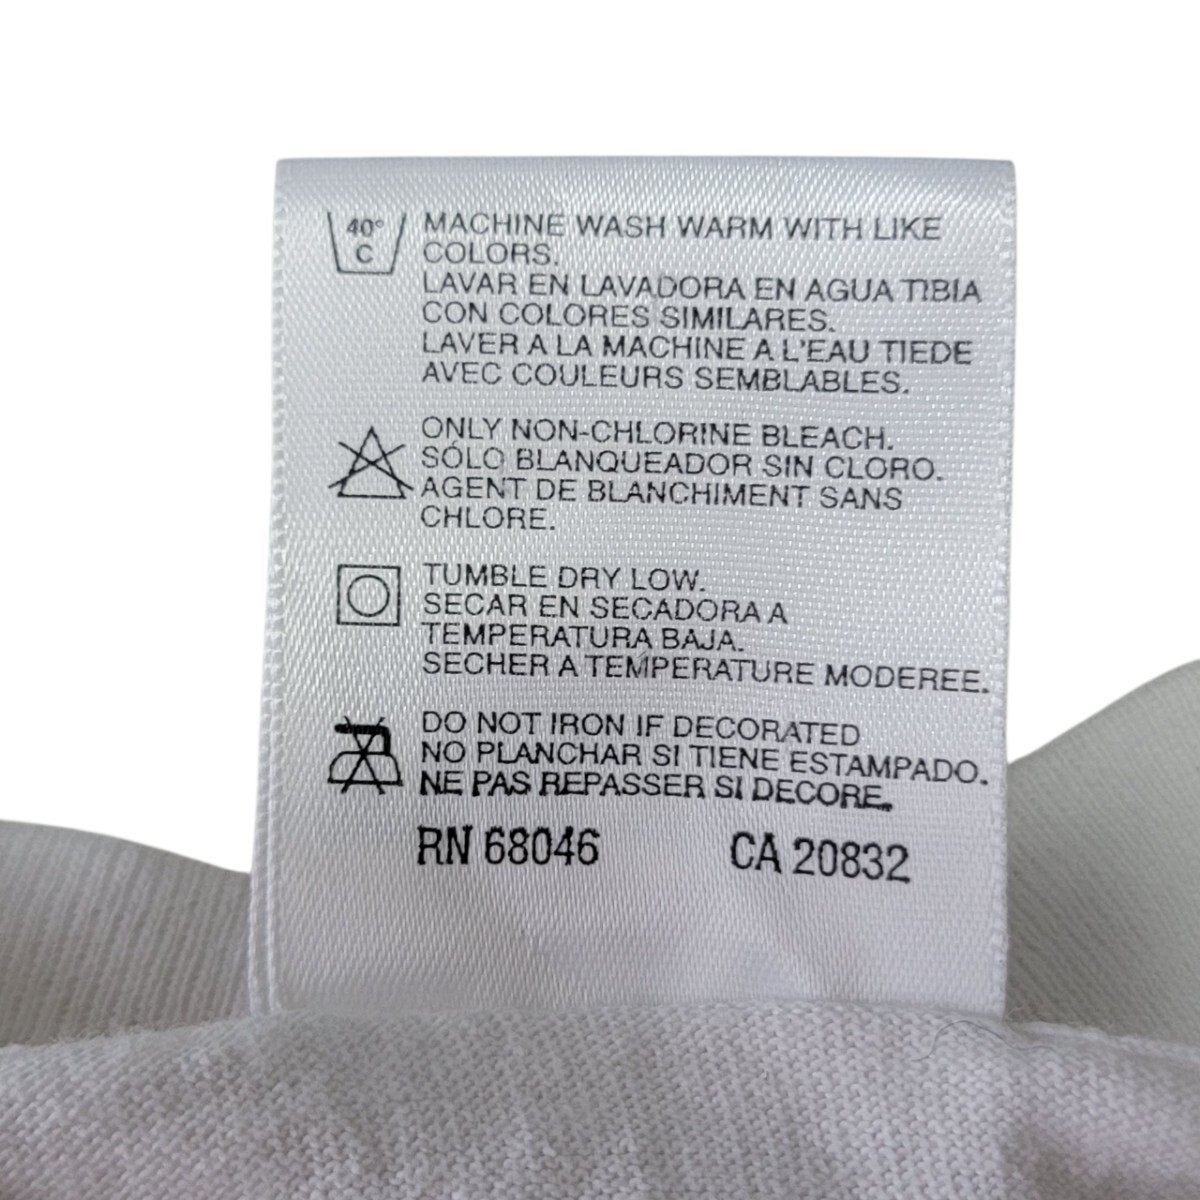 40°
C
MACHINE WASH WARM WITH LIKE
COLORS.
LAVAR EN LAVADORA EN AGUA TIBIA
CON COLORES SIMILARES.
LAVER A LA MACHINE A L'EAU TIEDE
AVEC COULEURS SEMBLABLES.
ONLY NON-CHLORINE BLEACH.
SÓLO BLANQUEADOR SIN CLORO.
AGENT DE BLANCHIMENT SANS
CHLORE.
TUMBLE DRY LOW.
SECAR EN SECADORA A
TEMPERATURA BAJA.
SECHER A TEMPERATURE MODEREE.
DO NOT IRON IF DECORATED
NO PLANCHAR SI TIENE ESTAMPADO.
NE PAS REPASSER SI DECORE.
RN 68046 CA 20832